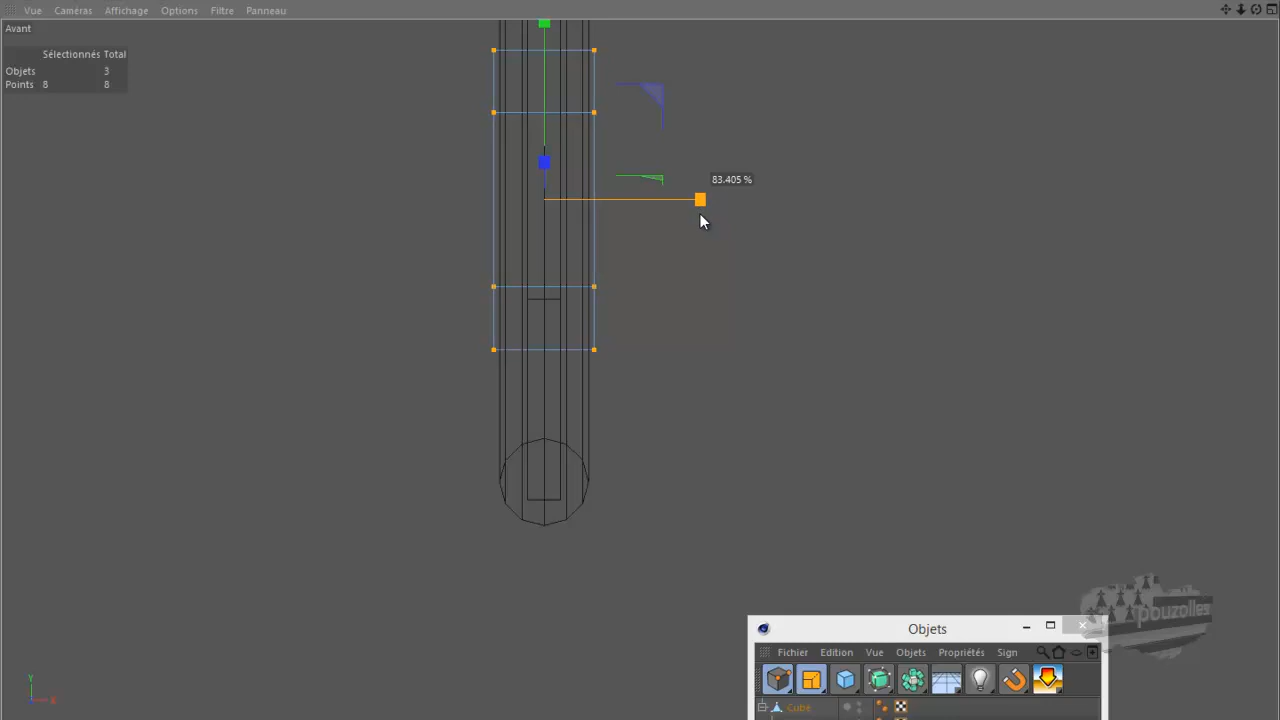 Vue Caméras Affichage Options Filtre Panneau
Avant
Sélectionnés Total
Objets 3
Points 8 8
83.405 %
pouzolles
Objets
Fichier Edition Vue Objets Propriétés Sign
Cube
Y
X